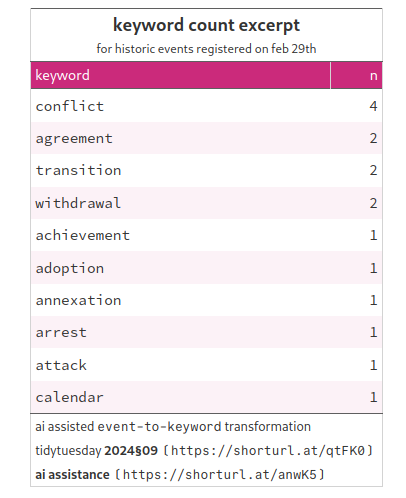 keyword count excerpt
for historic events registered on feb 29th
keyword n
conflict 4
agreement 2
transition 2
withdrawal 2
achievement 1
adoption 1
annexation 1
arrest 1
attack 1
calendar 1
ai assisted event-to-keyword transformation
tidytuesday 2024§09 (https://shorturl.at/qtFK0)
ai assistance (https://shorturl.at/anwK5)